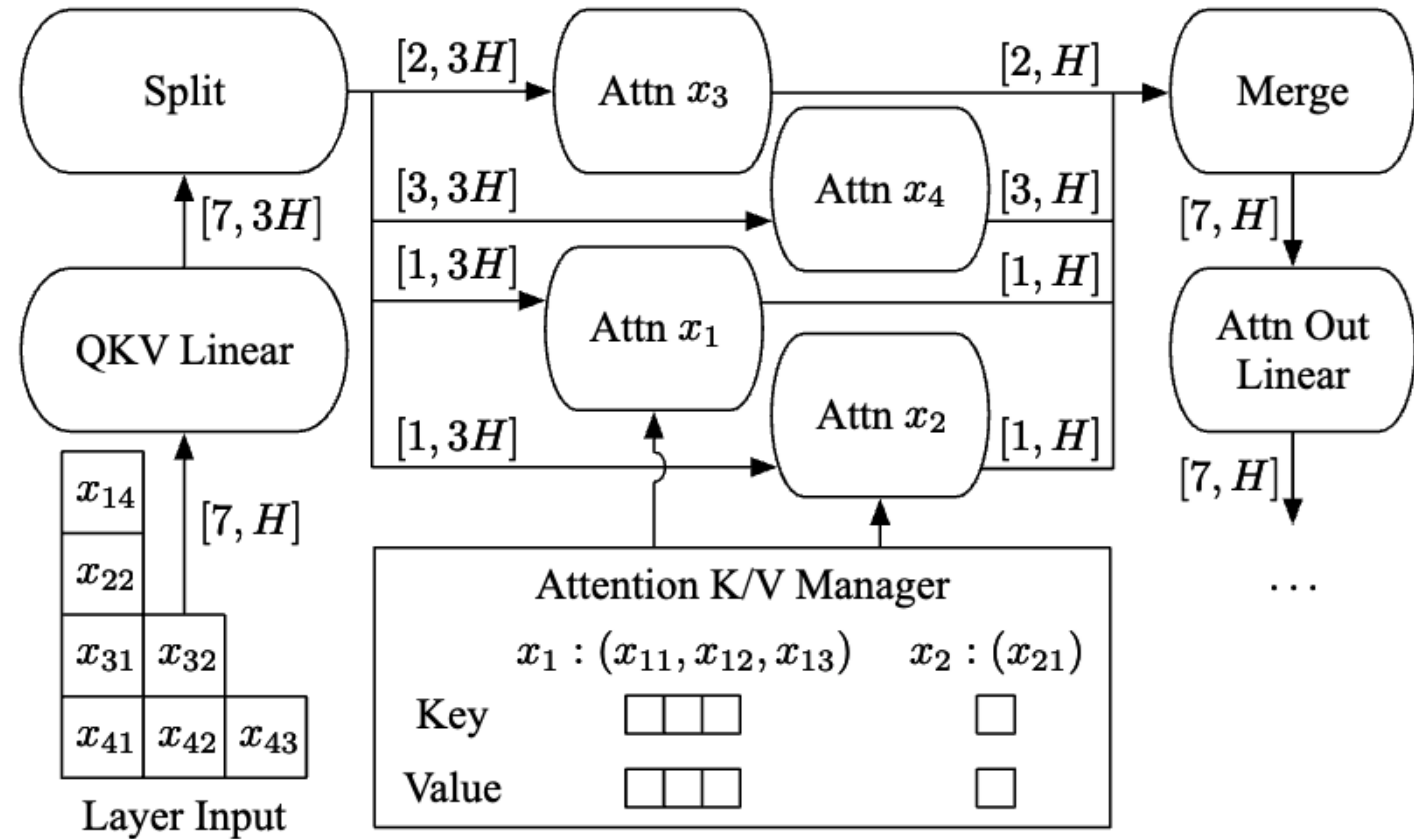 Split
[2, 3H]
Attn x₃
[2, H]
Merge
[3, 3H]
Attn x₄
[3, H]
[7, 3H]
[7, H]
[1, 3H]
Attn x₁
[1, H]
QKV Linear
Attn Out
Linear
[1, 3H]
Attn x₂
[1, H]
[7, H]
x₁₄
[7, H]
x₂₂
x₃₁ x₃₂
x₄₁ x₄₂ x₄₃
Layer Input
Attention K/V Manager
x₁ : (x₁₁, x₁₂, x₁₃) x₂ : (x₂₁)
Key
Value
...